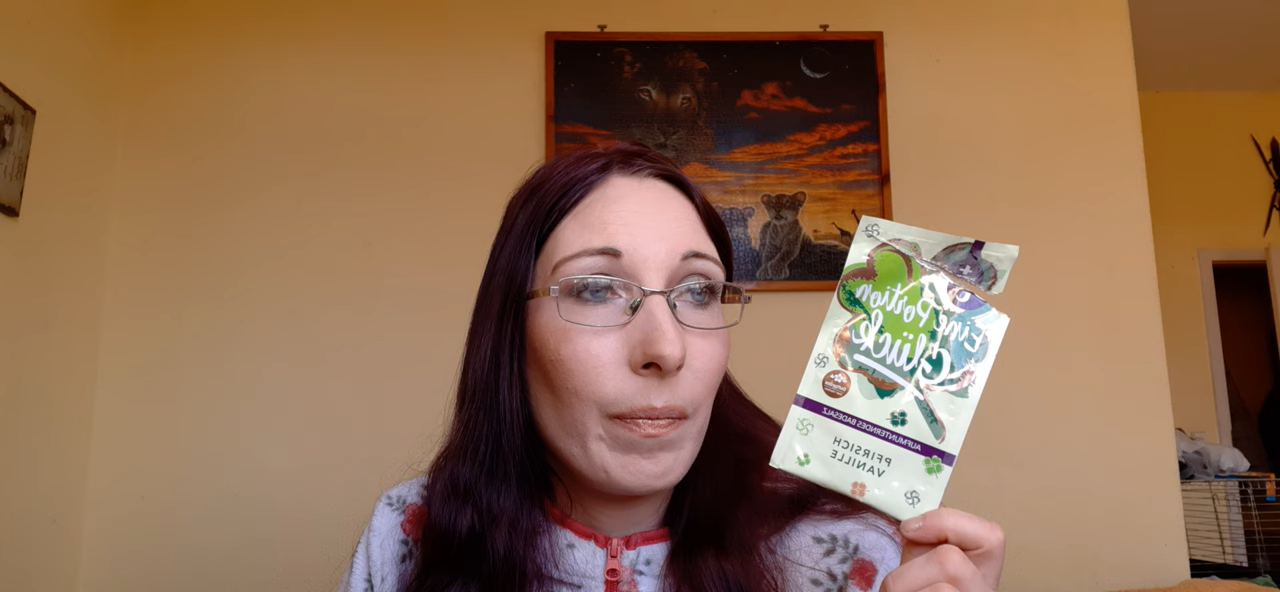 Eine Portion
Glück
AUFMUNTERNDES BADESALZ
PFIRSICH
VANILLE